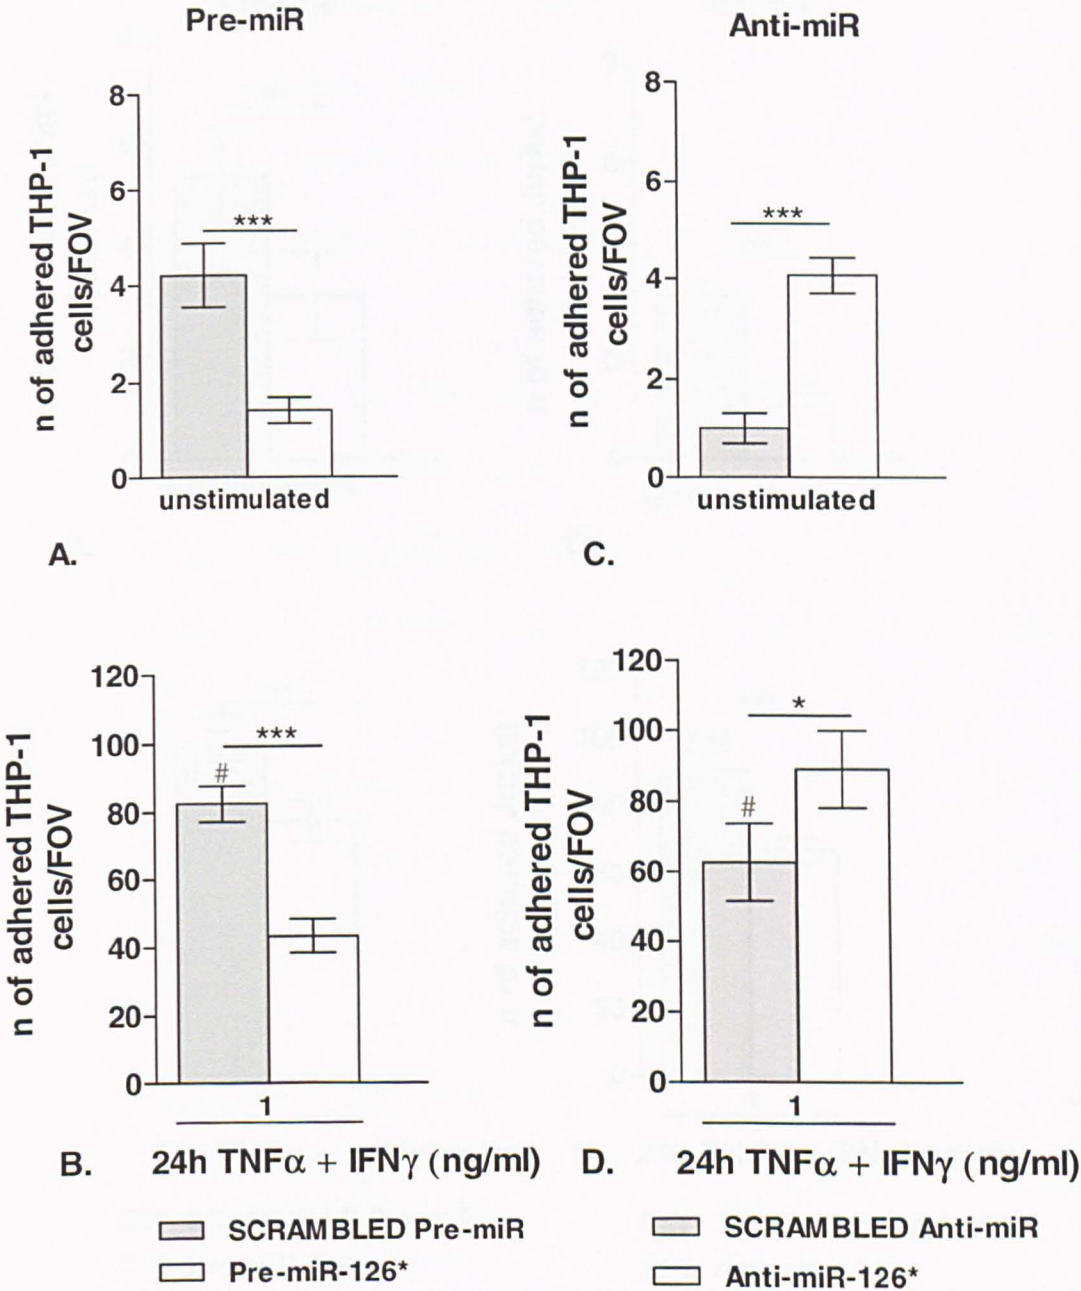 Pre-miR
8
6
4
2
0
n of adhered THP-1
cells/FOV
***
unstimulated
A.
Anti-miR
8
6
4
2
0
n of adhered THP-1
cells/FOV
***
unstimulated
C.
120
100
80
60
40
20
0
n of adhered THP-1
cells/FOV
***
#
1
B. 24h TNFα + IFNγ (ng/ml)
SCRAMBLED Pre-miR
Pre-miR-126*
120
100
80
60
40
20
0
n of adhered THP-1
cells/FOV
*
#
1
D. 24h TNFα + IFNγ (ng/ml)
SCRAMBLED Anti-miR
Anti-miR-126*